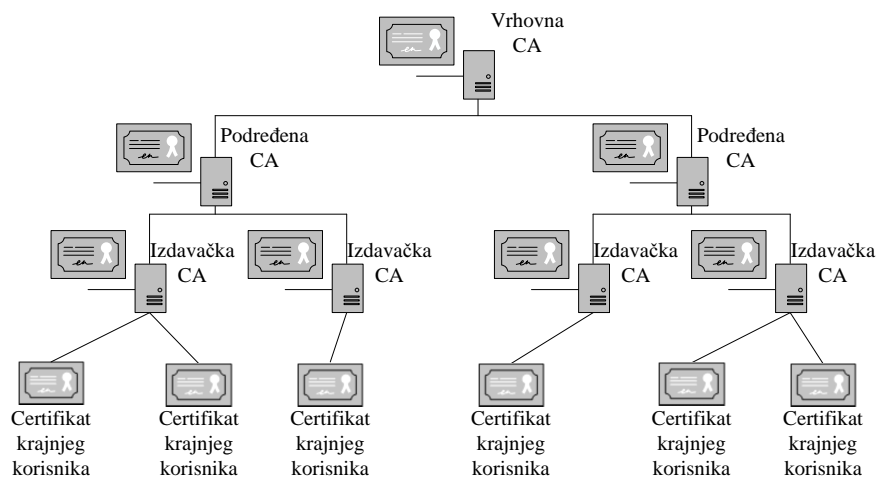 Vrhovna
CA
Podređena
CA
Podređena
CA
Izdavačka
CA
Izdavačka
CA
Izdavačka
CA
Izdavačka
CA
Certifikat
krajnjeg
korisnika
Certifikat
krajnjeg
korisnika
Certifikat
krajnjeg
korisnika
Certifikat
krajnjeg
korisnika
Certifikat
krajnjeg
korisnika
Certifikat
krajnjeg
korisnika